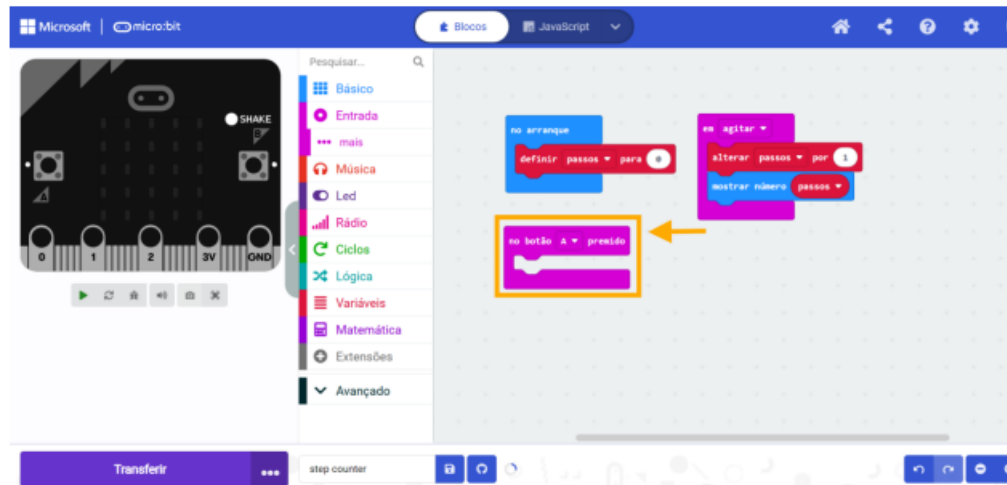 Microsoft | micro:bit
Blocos
JavaScript
SHAKE
B
A
0 1 2 3V GND
Pesquisar...
Básico
Entrada
mais
Música
Led
Rádio
Ciclos
Lógica
Variáveis
Matemática
Extensões
Avançado
no arranque
definir passos para 0
em agitar
alterar passos por 1
mostrar número passos
no botão A premido
Transferir
step counter